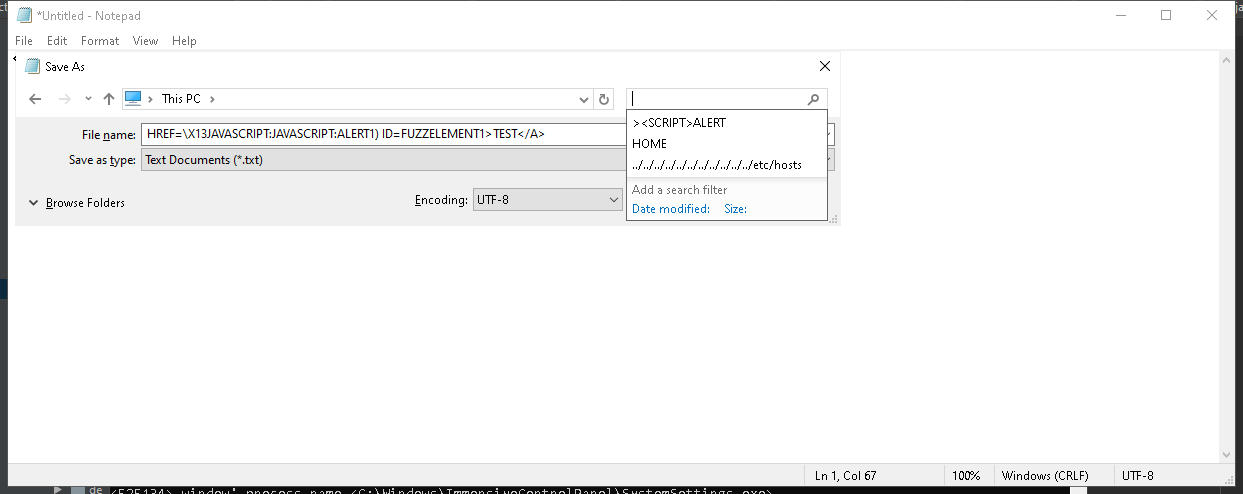 *Untitled - Notepad
File Edit Format View Help
Save As
This PC
File name: HREF=\X13JAVASCRIPT:JAVASCRIPT:ALERT1) ID=FUZZELEMENT1>TEST</A>
Save as type: Text Documents (*.txt)
Browse Folders
Encoding: UTF-8
><SCRIPT>ALERT
HOME
../../../../../../../../../../../etc/hosts
Add a search filter
Date modified: Size:
Ln 1, Col 67 100% Windows (CRLF) UTF-8
de <525134> window' process name <C:\Windows\ImmersiveControlPanel\SystemSettings.exe>